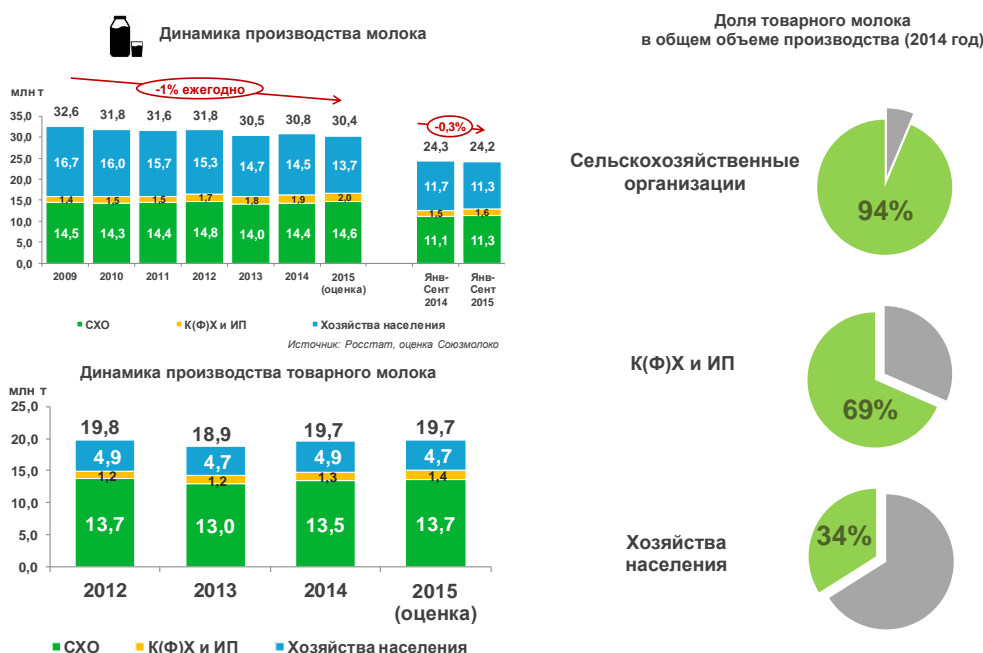 Динамика производства молока
млн т
-1% ежегодно
32,6 31,8 31,6 31,8 30,5 30,8 30,4
-0,3%
24,3 24,2
35,0
30,0
25,0
20,0
15,0
10,0
5,0
0,0
16,7 16,0 15,7 15,3 14,7 14,5 13,7 11,7 11,3
1,4 1,5 1,5 1,7 1,8 1,9 2,0 1,5 1,6
14,5 14,3 14,4 14,8 14,0 14,4 14,6 11,1 11,3
2009 2010 2011 2012 2013 2014 2015
(оценка)
Янв-
Сент
2014
Янв-
Сент
2015
СХО К(Ф)Х и ИП Хозяйства населения
Источник: Росстат, оценка Союзмолоко
Динамика производства товарного молока
млн т
25,0
20,0
15,0
10,0
5,0
0,0
19,8 18,9 19,7 19,7
4,9 4,7 4,9 4,7
1,2 1,2 1,3 1,4
13,7 13,0 13,5 13,7
2012 2013 2014 2015
(оценка)
СХО К(Ф)Х и ИП Хозяйства населения
Доля товарного молока
в общем объеме производства (2014 год)
Сельскохозяйственные
организации
94%
К(Ф)Х и ИП
69%
Хозяйства
населения
34%